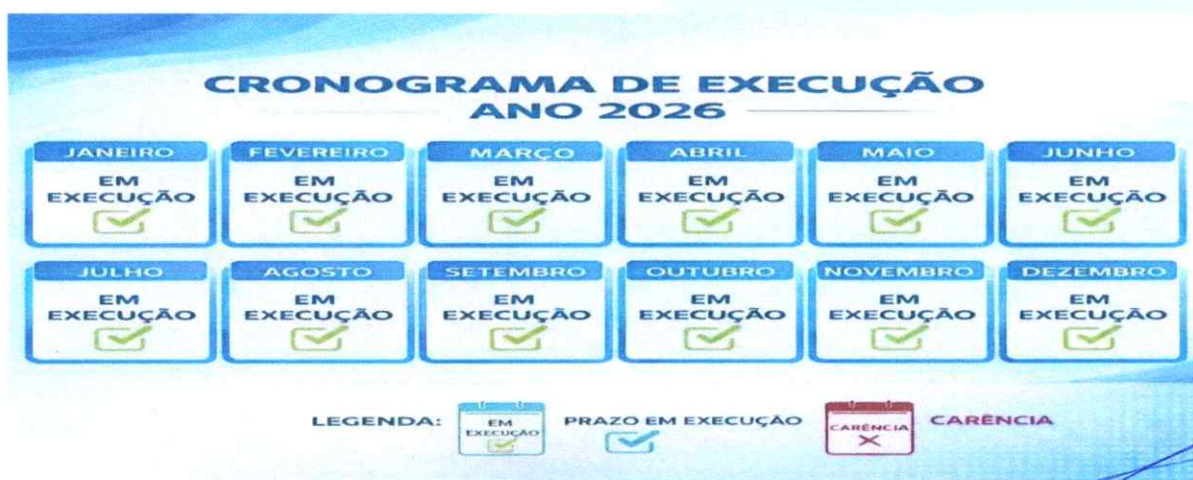 CRONOGRAMA DE EXECUÇÃO
ANO 2026
JANEIRO
EM
EXECUÇÃO
FEVEREIRO
EM
EXECUÇÃO
MARÇO
EM
EXECUÇÃO
ABRIL
EM
EXECUÇÃO
MAIO
EM
EXECUÇÃO
JUNHO
EM
EXECUÇÃO
JULHO
EM
EXECUÇÃO
AGOSTO
EM
EXECUÇÃO
SETEMBRO
EM
EXECUÇÃO
OUTUBRO
EM
EXECUÇÃO
NOVEMBRO
EM
EXECUÇÃO
DEZEMBRO
EM
EXECUÇÃO
LEGENDA:
EM
EXECUÇÃO
PRAZO EM EXECUÇÃO
CARÊNCIA
CARÊNCIA